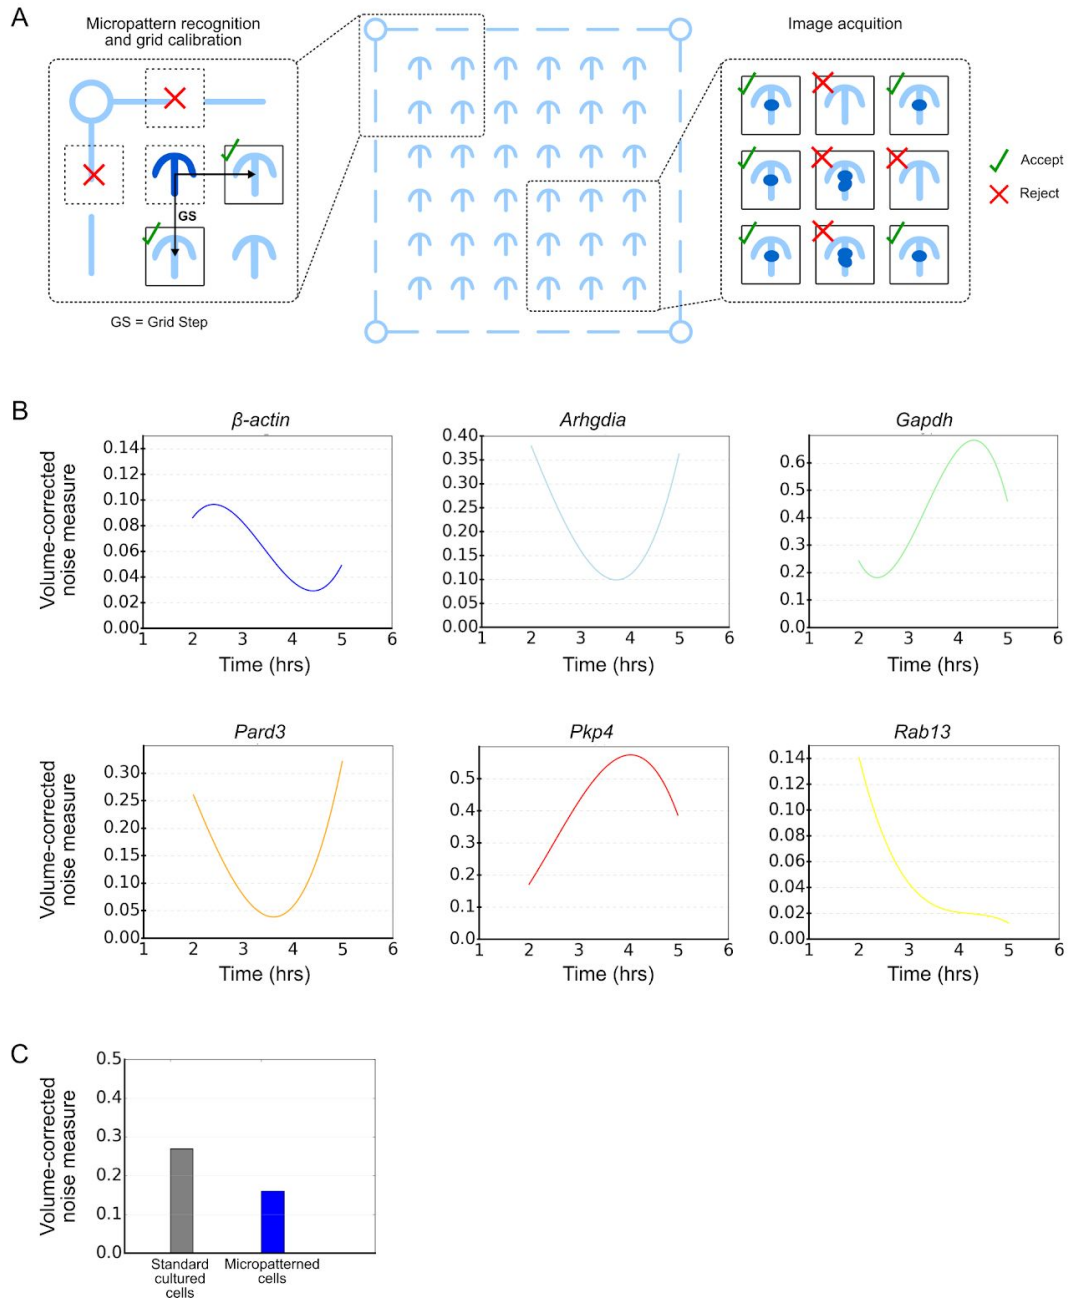 A
Micropattern recognition
and grid calibration
Image acquition
GS
Accept
Reject
GS = Grid Step
B
β-actin
Arhgdia
Gapdh
Volume-corrected
noise measure
0.14
0.12
0.10
0.08
0.06
0.04
0.02
0.00
1 2 3 4 5 6
Time (hrs)
0.40
0.35
0.30
0.25
0.20
0.15
0.10
0.05
0.00
1 2 3 4 5 6
Time (hrs)
0.6
0.5
0.4
0.3
0.2
0.1
0.0
1 2 3 4 5 6
Time (hrs)
Pard3
Pkp4
Rab13
Volume-corrected
noise measure
0.30
0.25
0.20
0.15
0.10
0.05
0.00
1 2 3 4 5 6
Time (hrs)
0.5
0.4
0.3
0.2
0.1
0.0
1 2 3 4 5 6
Time (hrs)
0.14
0.12
0.10
0.08
0.06
0.04
0.02
0.00
1 2 3 4 5 6
Time (hrs)
C
Volume-corrected
noise measure
0.5
0.4
0.3
0.2
0.1
0.0
Standard
cultured
cells
Micropatterned
cells